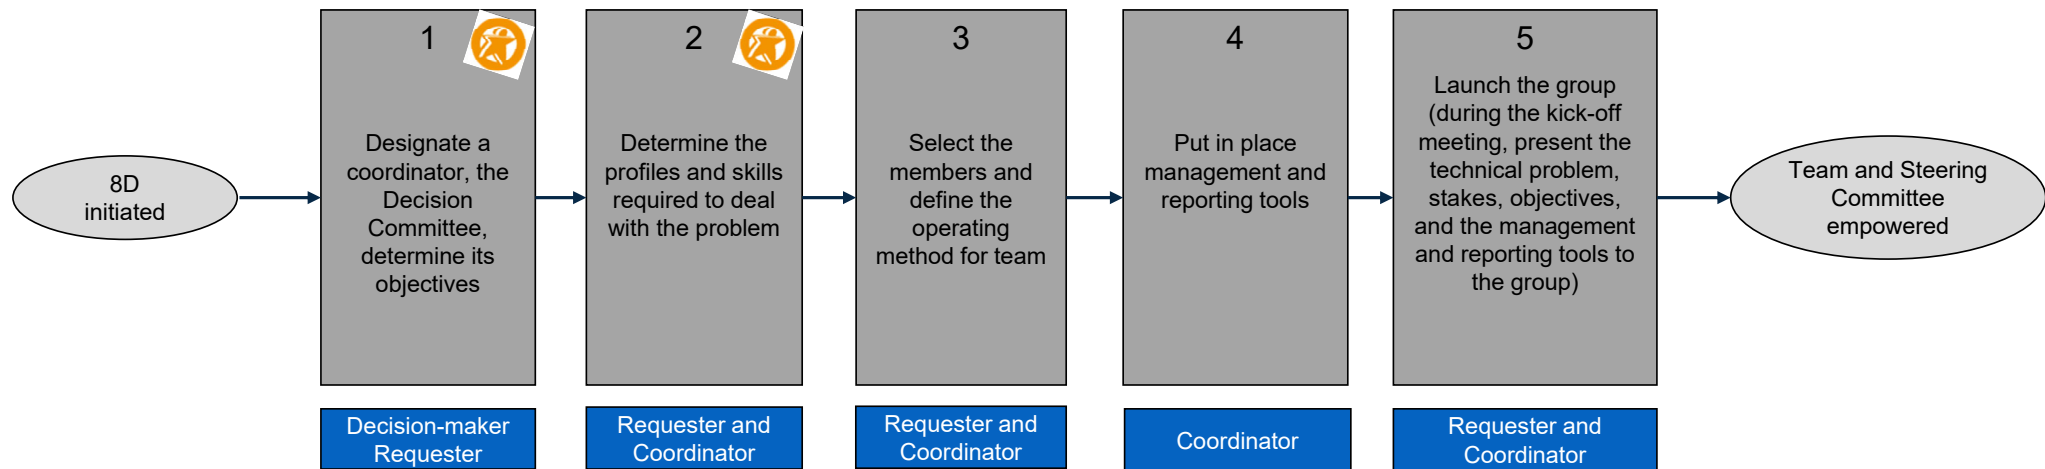 8D
initiated
1
Designate a
coordinator, the
Decision
Committee,
determine its
objectives
Decision-maker
Requester
2
Determine the
profiles and skills
required to deal
with the problem
Requester and
Coordinator
3
Select the
members and
define the
operating
method for team
Requester and
Coordinator
4
Put in place
management and
reporting tools
Coordinator
5
Launch the group
(during the kick-off
meeting, present the
technical problem,
stakes, objectives,
and the management
and reporting tools to
the group)
Requester and
Coordinator
Team and Steering
Committee
empowered